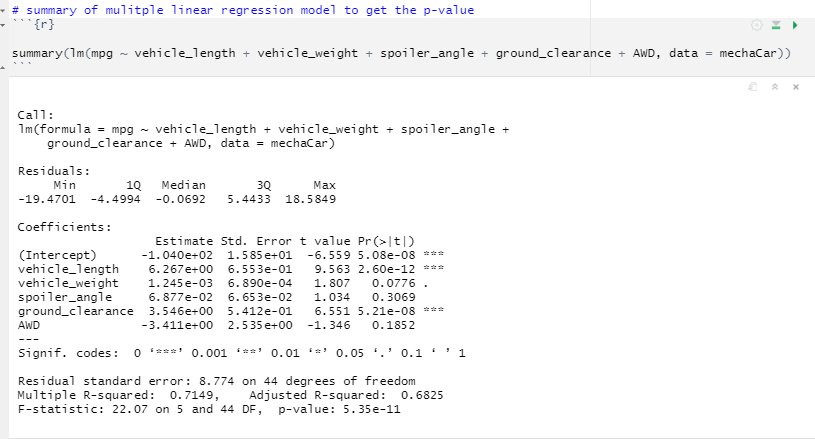 # summary of mulitple linear regression model to get the p-value
```{r}
summary(lm(mpg ~ vehicle_length + vehicle_weight + spoiler_angle + ground_clearance + AWD, data = mechaCar))
```
Call:
lm(formula = mpg ~ vehicle_length + vehicle_weight + spoiler_angle +
    ground_clearance + AWD, data = mechaCar)
Residuals:
     Min       1Q   Median       3Q      Max
-19.4701  -4.4994  -0.0692   5.4433  18.5849
Coefficients:
                   Estimate Std. Error t value Pr(>|t|)
(Intercept)      -1.040e+02  1.585e+01  -6.559 5.08e-08 ***
vehicle_length    6.267e+00  6.553e-01   9.563 2.60e-12 ***
vehicle_weight    1.245e-03  6.890e-04   1.807   0.0776 .
spoiler_angle     6.877e-02  6.653e-02   1.034   0.3069
ground_clearance  3.546e+00  5.412e-01   6.551 5.21e-08 ***
AWD              -3.411e+00  2.535e+00  -1.346   0.1852
---
Signif. codes:  0 ‘***’ 0.001 ‘**’ 0.01 ‘*’ 0.05 ‘.’ 0.1 ‘ ’ 1
Residual standard error: 8.774 on 44 degrees of freedom
Multiple R-squared:  0.7149,	Adjusted R-squared:  0.6825
F-statistic: 22.07 on 5 and 44 DF,  p-value: 5.35e-11